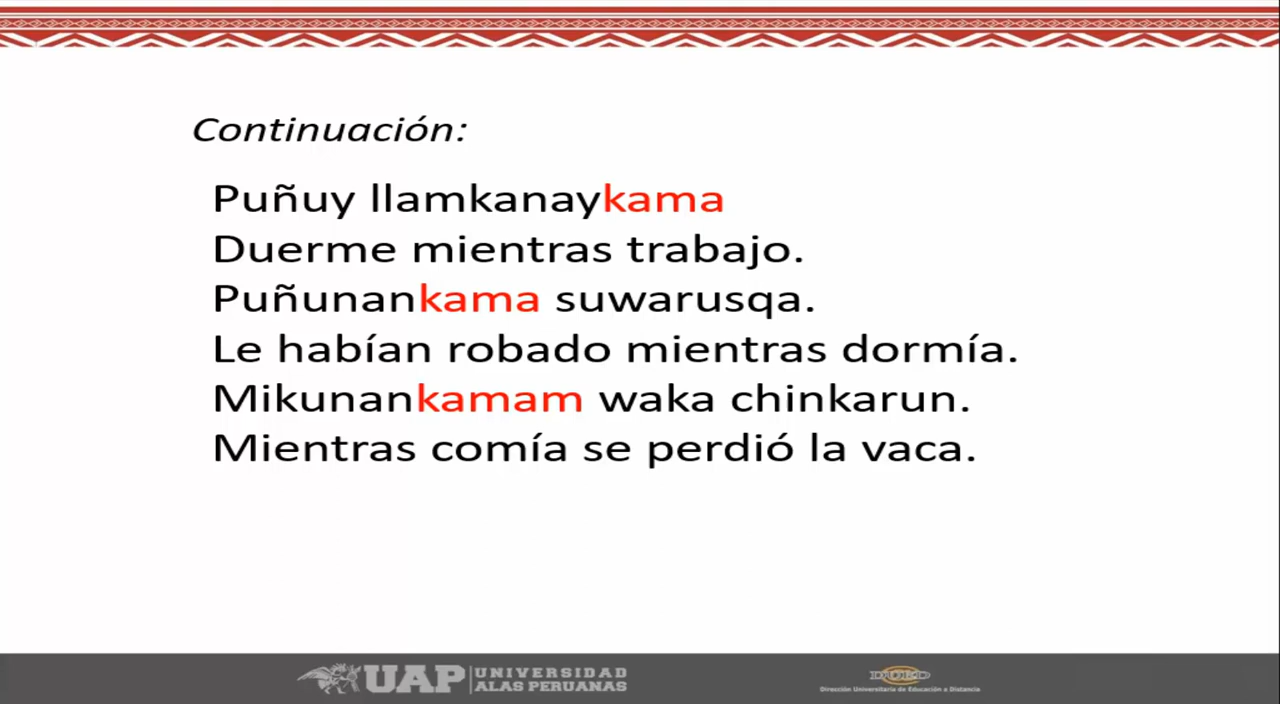 Continuación:
Puñuy llamkanaykama
Duerme mientras trabajo.
Puñunankama suwarusqa.
Le habían robado mientras dormía.
Mikunankamam waka chinkarun.
Mientras comía se perdió la vaca.
UAP UNIVERSIDAD
ALAS PERUANAS
DUED
Dirección Universitaria de Educación a Distancia